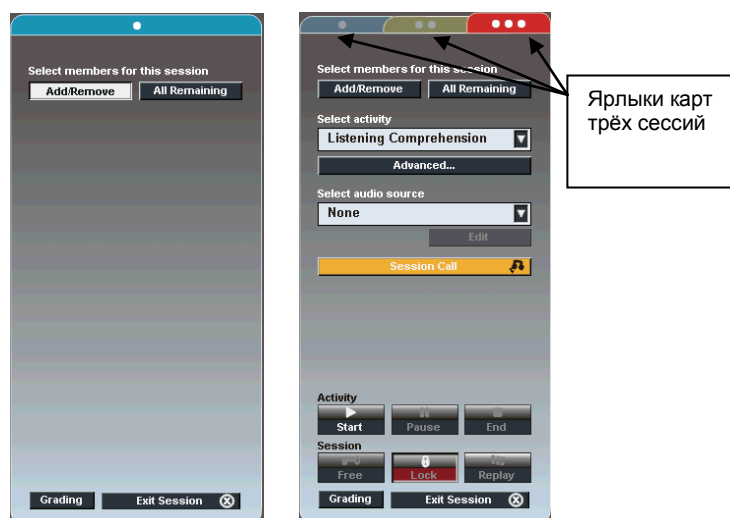 Select members for this session
Add/Remove All Remaining
Grading Exit Session
Select members for this session
Add/Remove All Remaining
Select activity
Listening Comprehension
Advanced...
Select audio source
None
Edit
Session Call
Activity
Start Pause End
Session
Free Lock Replay
Grading Exit Session
Ярлыки карт
трёх сессий